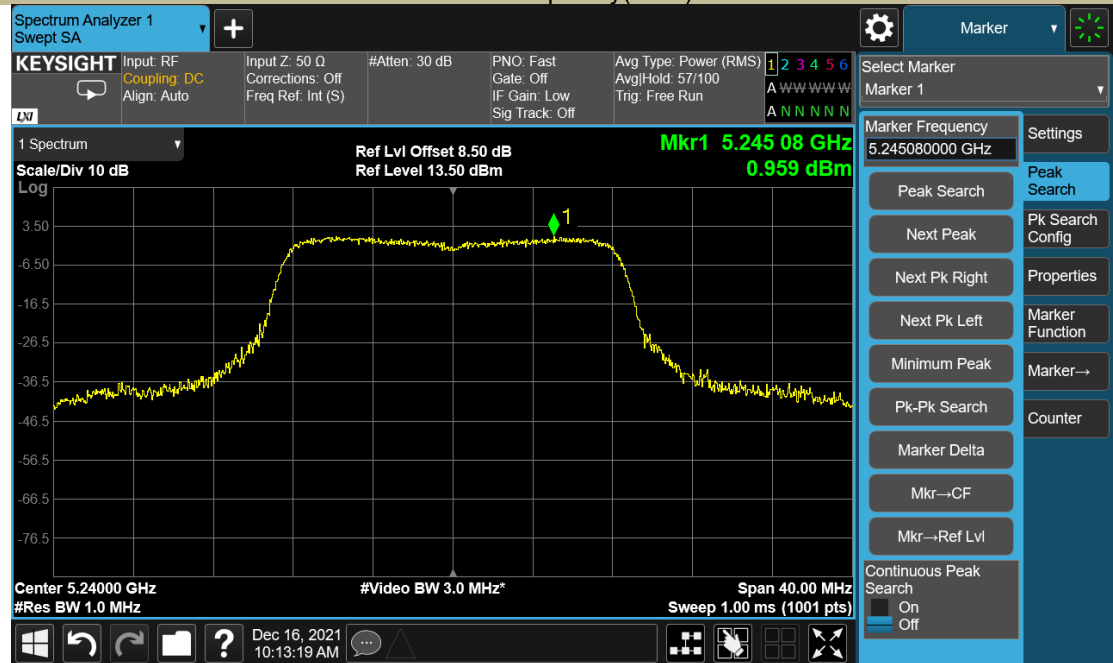 Spectrum Analyzer 1
Swept SA
+
Marker
KEYSIGHT
LXI
Input: RF
Coupling: DC
Align: Auto
Input Z: 50 Ω
Corrections: Off
Freq Ref: Int (S)
#Atten: 30 dB
PNO: Fast
Gate: Off
IF Gain: Low
Sig Track: Off
Avg Type: Power (RMS)
Avg|Hold: 57/100
Trig: Free Run
1 2 3 4 5 6
A W W W W W
A N N N N N
Select Marker
Marker 1
1 Spectrum
Scale/Div 10 dB
Ref Lvl Offset 8.50 dB
Ref Level 13.50 dBm
Mkr1 5.245 08 GHz
0.959 dBm
Log
3.50
-6.50
-16.5
-26.5
-36.5
-46.5
-56.5
-66.5
-76.5
1
Center 5.24000 GHz
#Res BW 1.0 MHz
#Video BW 3.0 MHz*
Span 40.00 MHz
Sweep 1.00 ms (1001 pts)
Marker Frequency
5.245080000 GHz
Peak Search
Next Peak
Next Pk Right
Next Pk Left
Minimum Peak
Pk-Pk Search
Marker Delta
Mkr→CF
Mkr→Ref Lvl
Continuous Peak
Search
On
Off
Settings
Peak
Search
Pk Search
Config
Properties
Marker
Function
Marker→
Counter
?
Dec 16, 2021
10:13:19 AM